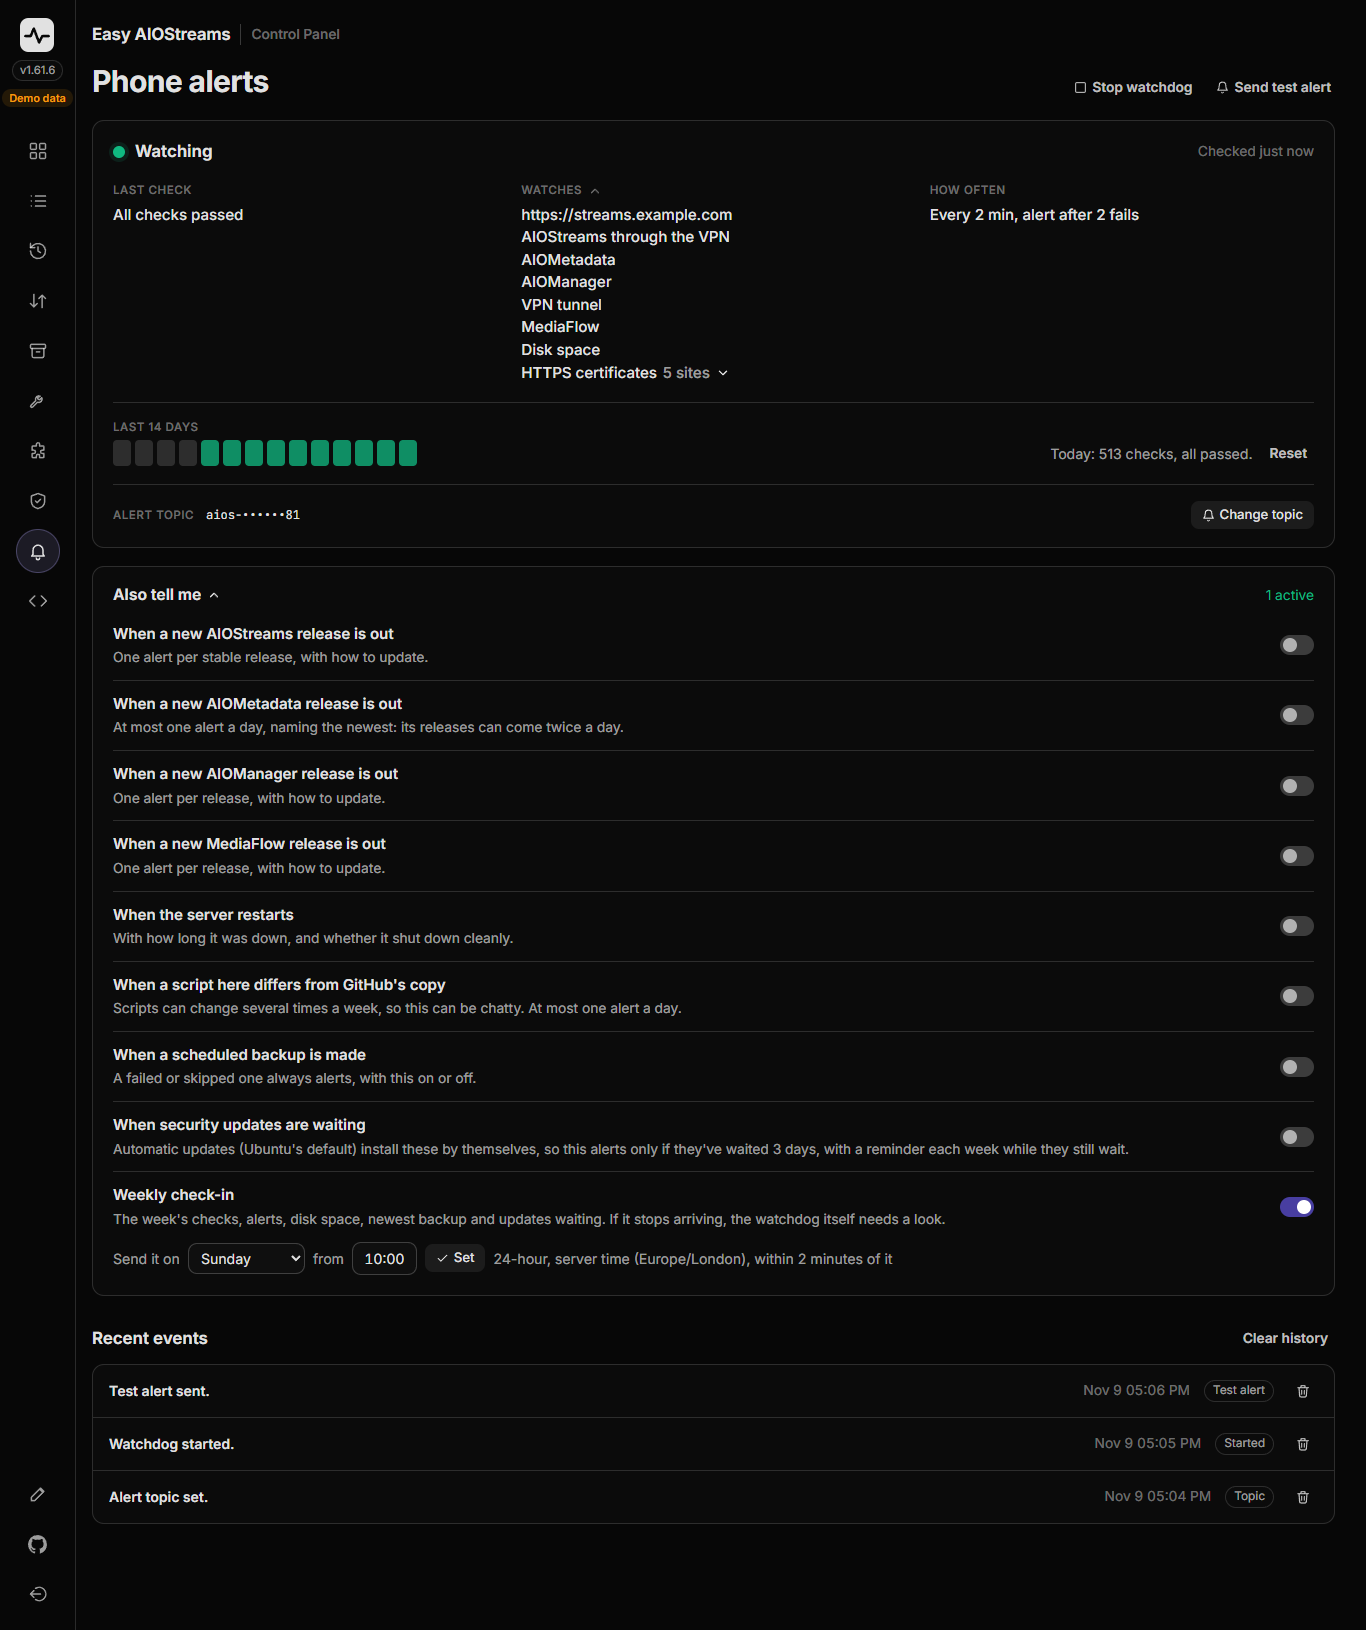 Easy AIOStreams
Control Panel
v1.61.6
Demo data
Phone alerts
Stop watchdog
Send test alert
Watching
Checked just now
LAST CHECK
All checks passed
WATCHES
https://streams.example.com
AIOStreams through the VPN
AIOMetadata
AIOManager
VPN tunnel
MediaFlow
Disk space
HTTPS certificates 5 sites
HOW OFTEN
Every 2 min, alert after 2 fails
LAST 14 DAYS
Today: 513 checks, all passed.
Reset
ALERT TOPIC aios-••••••81
Change topic
Also tell me
1 active
When a new AIOStreams release is out
One alert per stable release, with how to update.
When a new AIOMetadata release is out
At most one alert a day, naming the newest: its releases can come twice a day.
When a new AIOManager release is out
One alert per release, with how to update.
When a new MediaFlow release is out
One alert per release, with how to update.
When the server restarts
With how long it was down, and whether it shut down cleanly.
When a script here differs from GitHub's copy
Scripts can change several times a week, so this can be chatty. At most one alert a day.
When a scheduled backup is made
A failed or skipped one always alerts, with this on or off.
When security updates are waiting
Automatic updates (Ubuntu's default) install these by themselves, so this alerts only if they've waited 3 days, with a reminder each week while they still wait.
Weekly check-in
The week's checks, alerts, disk space, newest backup and updates waiting. If it stops arriving, the watchdog itself needs a look.
Send it on Sunday from 10:00 Set 24-hour, server time (Europe/London), within 2 minutes of it
Recent events
Clear history
Test alert sent.
Nov 9 05:06 PM
Test alert
Watchdog started.
Nov 9 05:05 PM
Started
Alert topic set.
Nov 9 05:04 PM
Topic